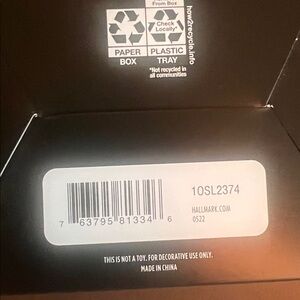 From Box
Check
Locally*
PAPER
BOX
PLASTIC
TRAY
*Not recycled in
all communities
how2recycle.info
1OSL2374
HALLMARK.COM
0522
7 63795 81334 6
THIS IS NOT A TOY. FOR DECORATIVE USE ONLY.
MADE IN CHINA